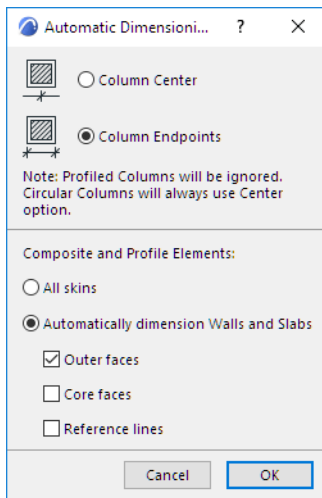 Automatic Dimensioni... ?
Column Center
Column Endpoints
Note: Profiled Columns will be ignored.
Circular Columns will always use Center
option.
Composite and Profile Elements:
All skins
Automatically dimension Walls and Slabs
Outer faces
Core faces
Reference lines
Cancel OK